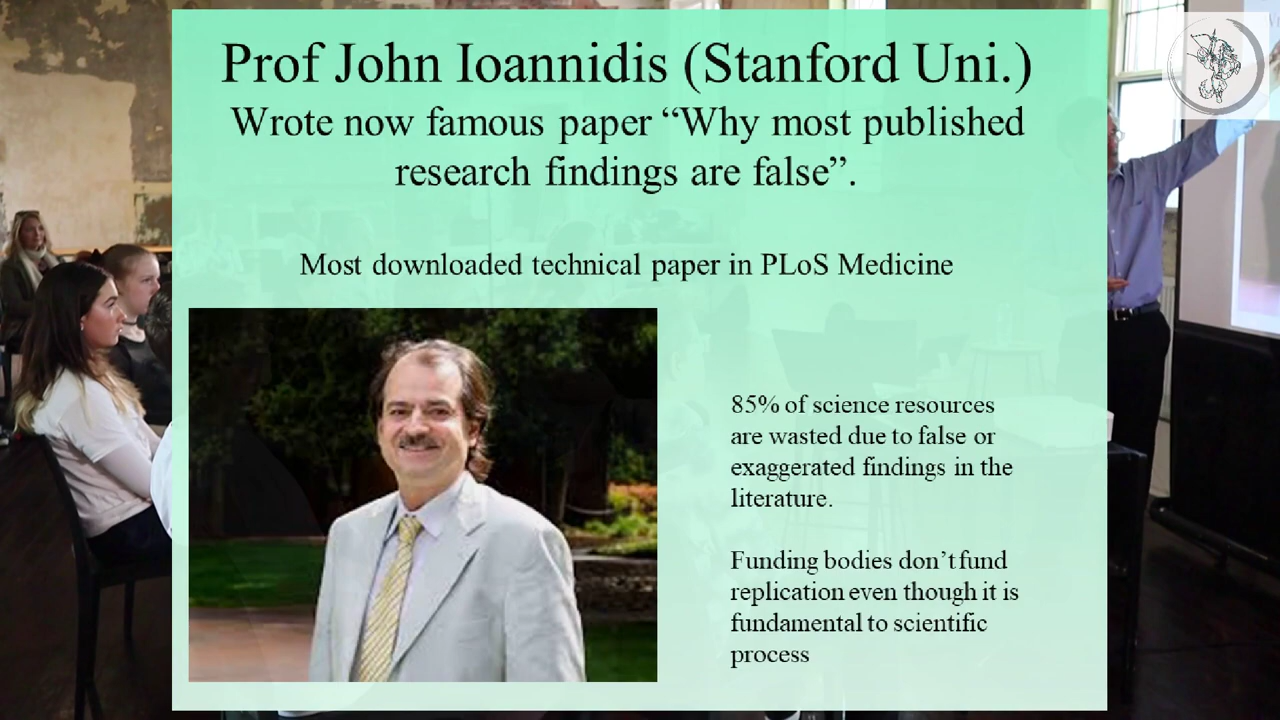 Prof John Ioannidis (Stanford Uni.)
Wrote now famous paper “Why most published
research findings are false”.
Most downloaded technical paper in PLoS Medicine
85% of science resources
are wasted due to false or
exaggerated findings in the
literature.
Funding bodies don’t fund
replication even though it is
fundamental to scientific
process